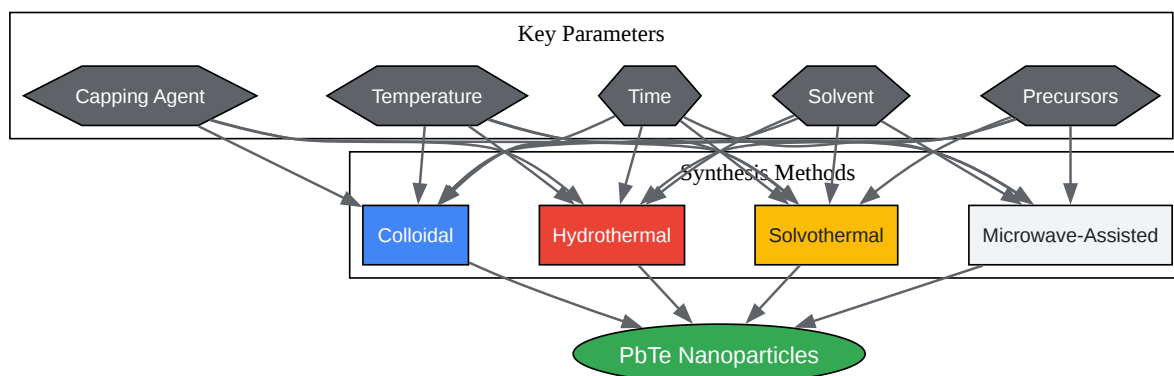 Key Parameters
Capping Agent
Temperature
Time
Solvent
Precursors
Synthesis Methods
Colloidal
Hydrothermal
Solvothermal
Microwave-Assisted
PbTe Nanoparticles